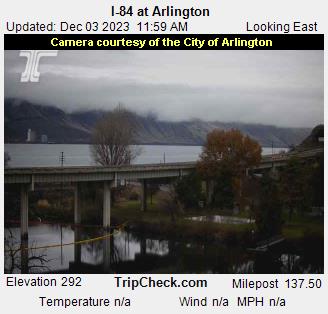 I-84 at Arlington
Updated: Dec 03 2023 11:59 AM Looking East
Camera courtesy of the City of Arlington
Elevation 292 TripCheck.com Milepost 137.50
Temperature n/a Wind n/a MPH n/a